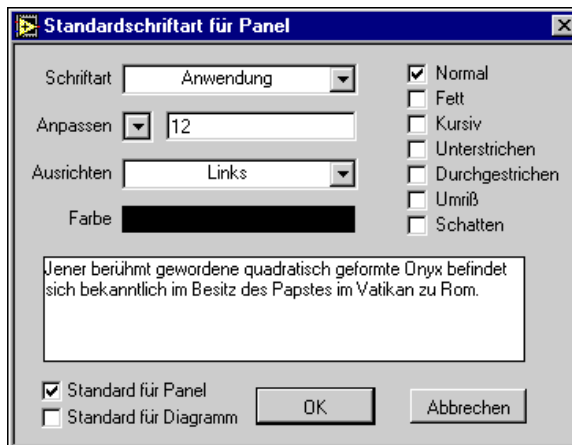 Standardschriftart für Panel
Schriftart Anwendung
Anpassen 12
Ausrichten Links
Farbe
Normal
Fett
Kursiv
Unterstrichen
Durchgestrichen
Umriß
Schatten
Jener berühmt gewordene quadratisch geformte Onyx befindet
sich bekanntlich im Besitz des Papstes im Vatikan zu Rom.
Standard für Panel
Standard für Diagramm
OK
Abbrechen